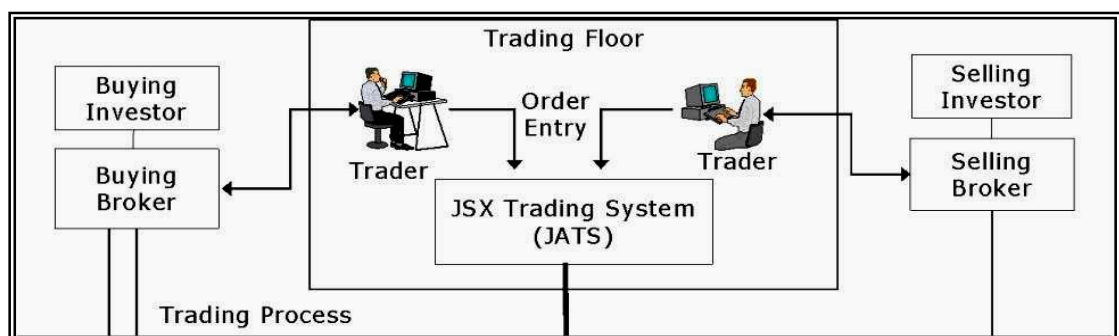 Trading Floor
Buying
Investor
Selling
Investor
Order
Entry
Trader
Trader
Buying
Broker
Selling
Broker
JSX Trading System
(JATS)
Trading Process